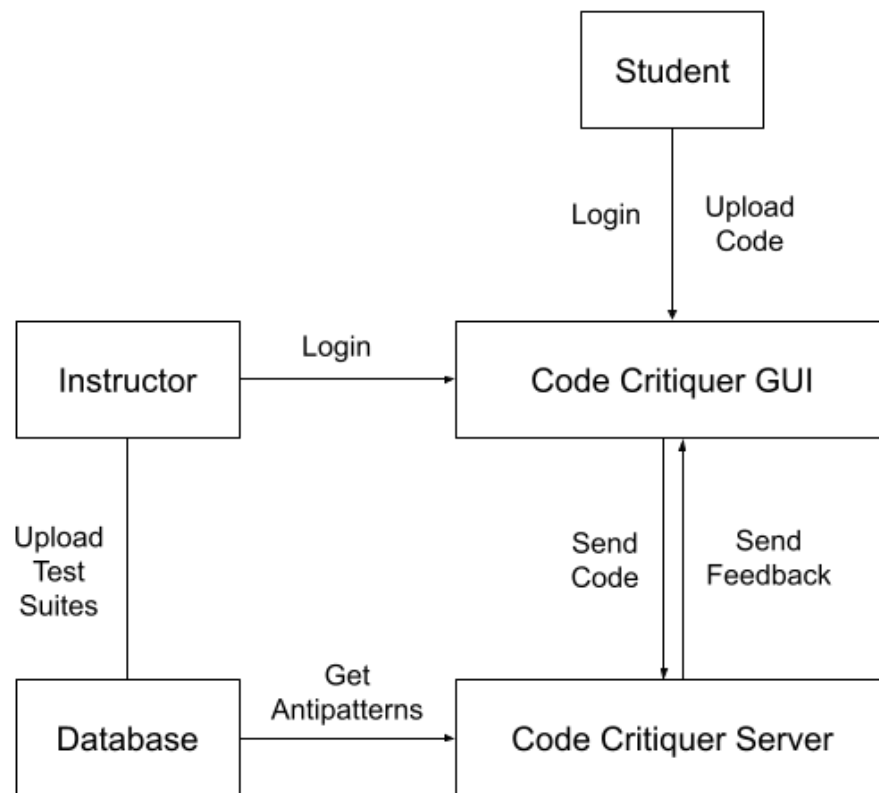 Student
Login
Upload
Code
Instructor
Login
Code Critiquer GUI
Upload
Test
Suites
Send
Code
Send
Feedback
Database
Get
Antipatterns
Code Critiquer Server